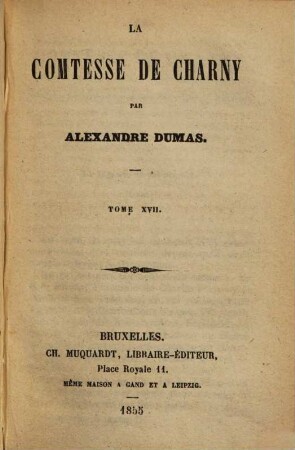 LA
COMTESSE DE CHARNY
PAR
ALEXANDRE DUMAS.
TOME XVII.
BRUXELLES,
CH. MUQUARDT, LIBRAIRE-ÉDITEUR,
Place Royale 11.
MÊME MAISON A GAND ET A LEIPZIG.
1855